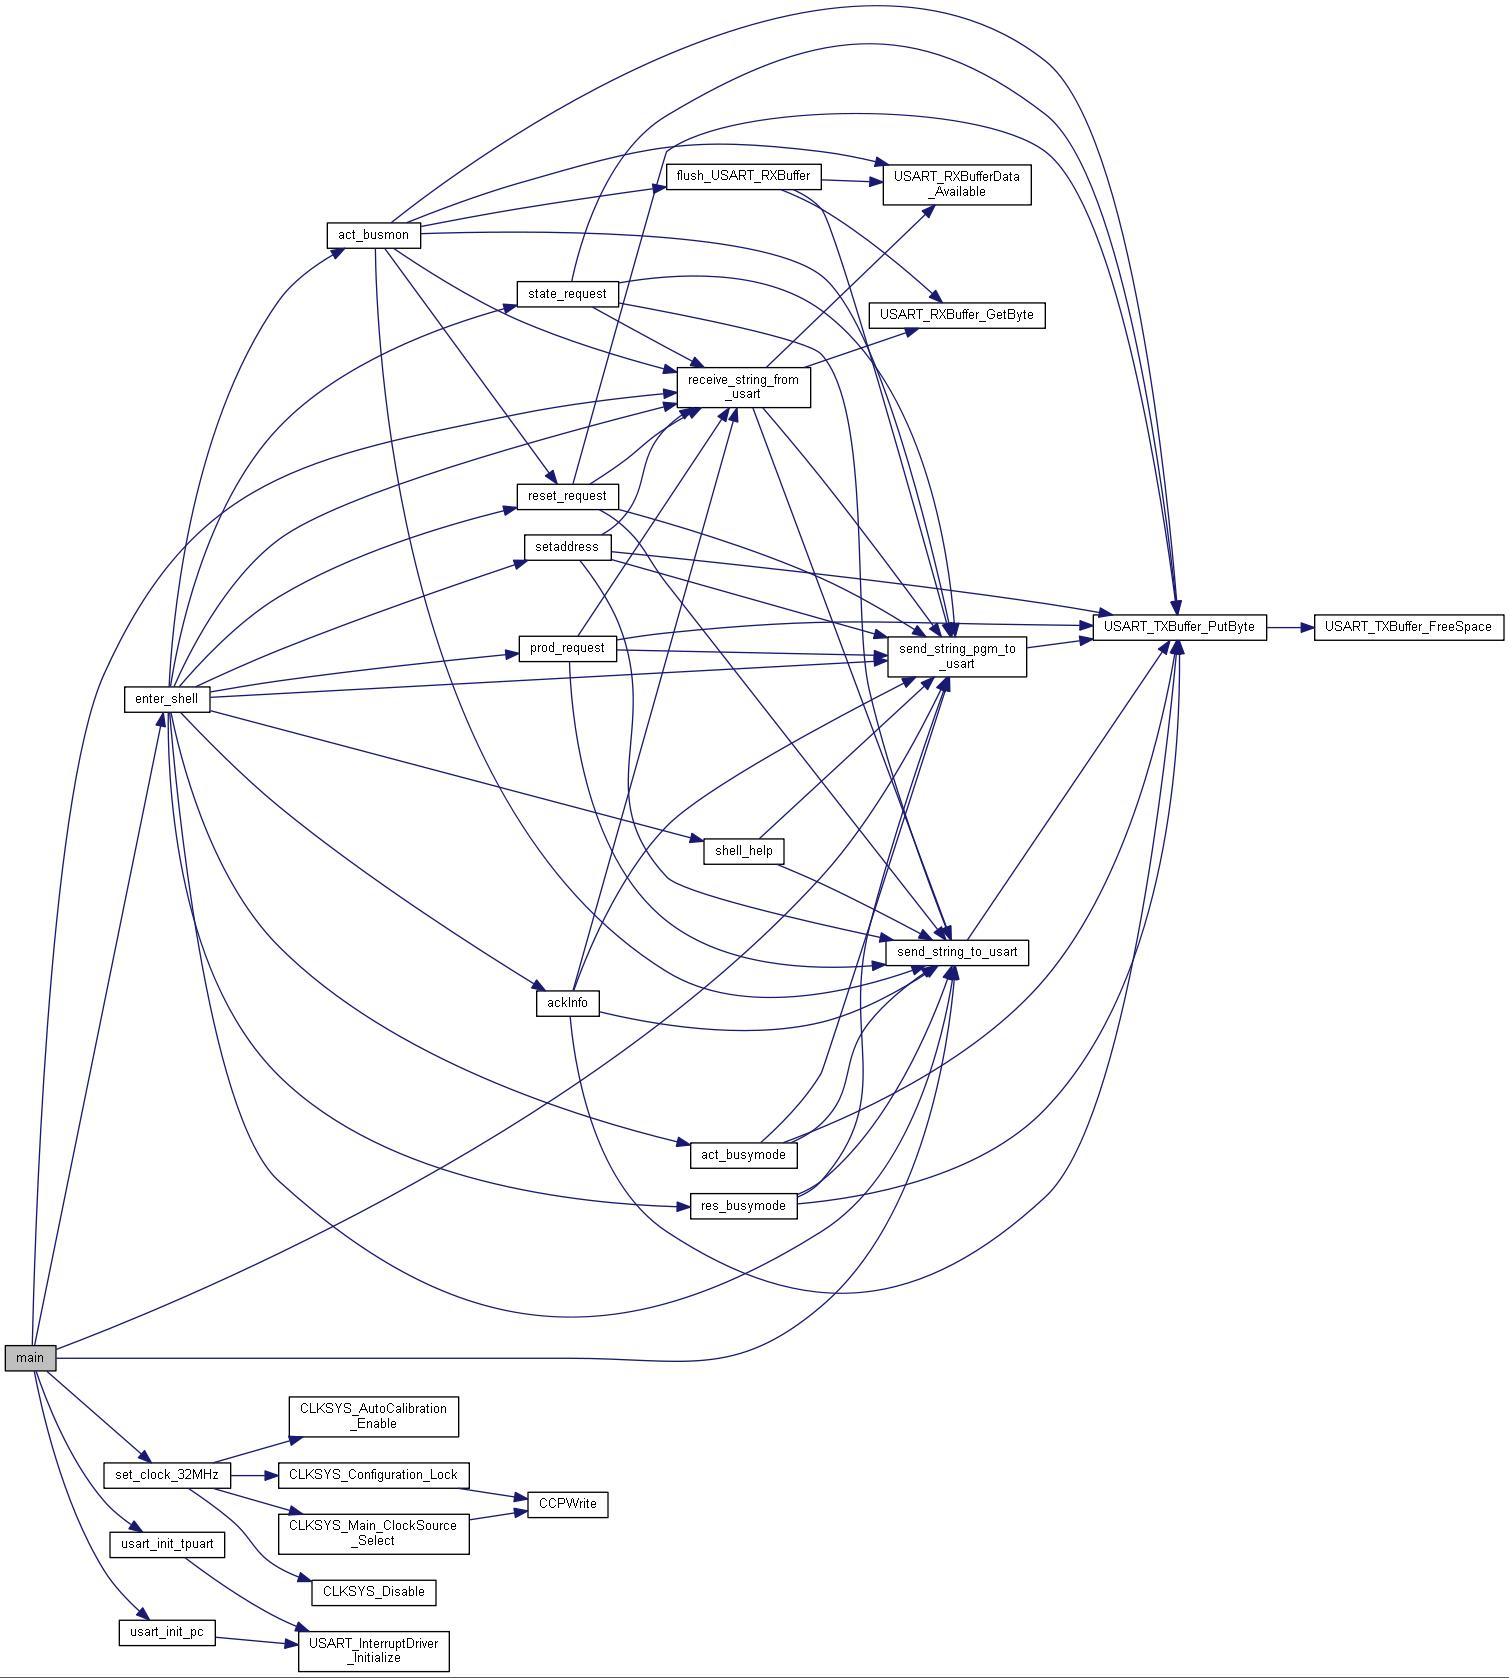 flush_USART_RXBuffer
USART_RXBufferData
_Available
act_busmon
state_request
USART_RXBuffer_GetByte
receive_string_from
_usart
reset_request
setaddress
prod_request
send_string_pgm_to
_usart
USART_TXBuffer_PutByte
USART_TXBuffer_FreeSpace
enter_shell
shell_help
send_string_to_usart
ackInfo
act_busymode
res_busymode
main
CLKSYS_AutoCalibration
_Enable
set_clock_32MHz
CLKSYS_Configuration_Lock
CCPWrite
CLKSYS_Main_ClockSource
_Select
usart_init_tpuart
CLKSYS_Disable
usart_init_pc
USART_InterruptDriver
_Initialize